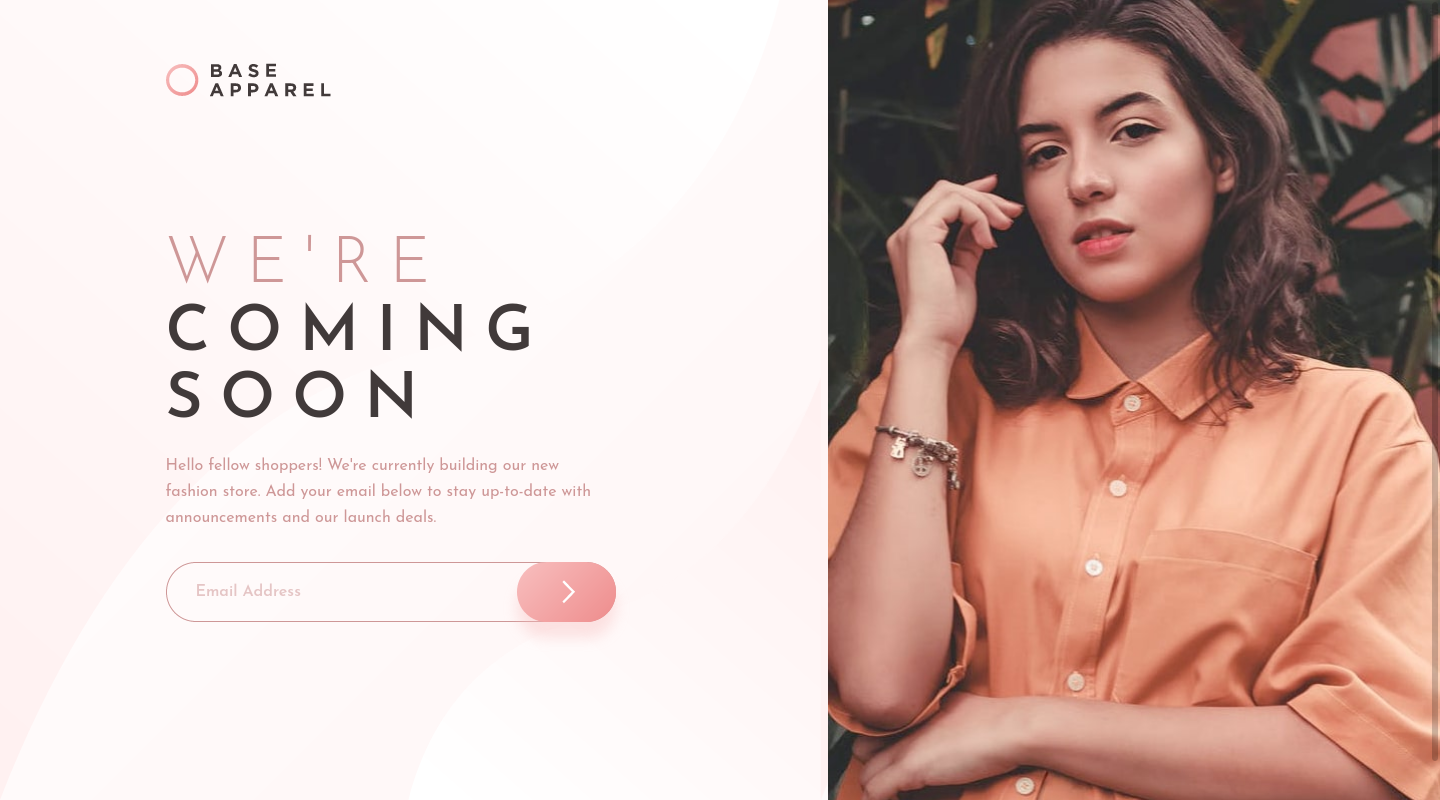 BASE
APPAREL
WE'RE
COMING
SOON
Hello fellow shoppers! We're currently building our new
fashion store. Add your email below to stay up-to-date with
announcements and our launch deals.
Email Address